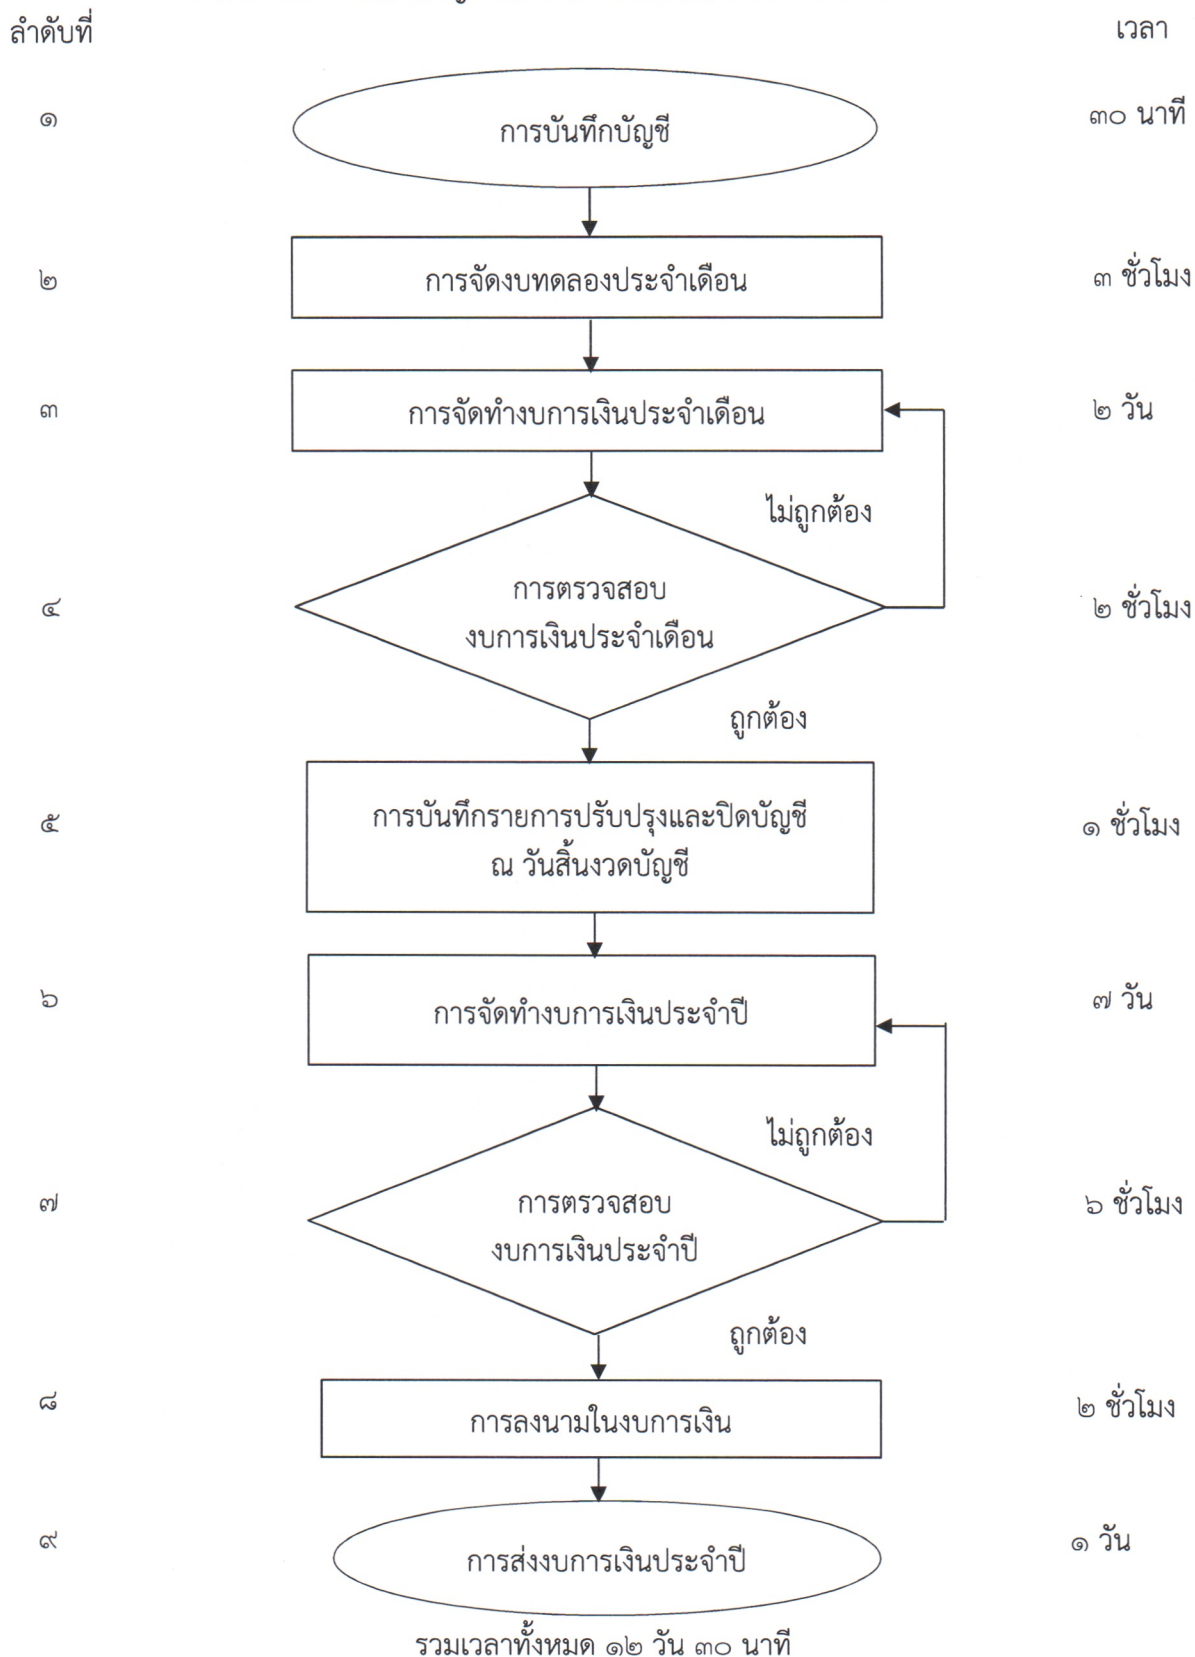 ลำดับที่ เวลา
๑ การบันทึกบัญชี ๓๐ นาที
๒ การจัดงบทดลองประจำเดือน ๓ ชั่วโมง
๓ การจัดทำงบการเงินประจำเดือน ๒ วัน
ไม่ถูกต้อง
๔ การตรวจสอบ ๒ ชั่วโมง
งบการเงินประจำเดือน
ถูกต้อง
๕ การบันทึกรายการปรับปรุงและปิดบัญชี ๑ ชั่วโมง
ณ วันสิ้นงวดบัญชี
๖ การจัดทำงบการเงินประจำปี ๗ วัน
ไม่ถูกต้อง
๗ การตรวจสอบ ๖ ชั่วโมง
งบการเงินประจำปี
ถูกต้อง
๘ การลงนามในงบการเงิน ๒ ชั่วโมง
๙ การส่งงบการเงินประจำปี ๑ วัน
รวมเวลาทั้งหมด ๑๒ วัน ๓๐ นาที